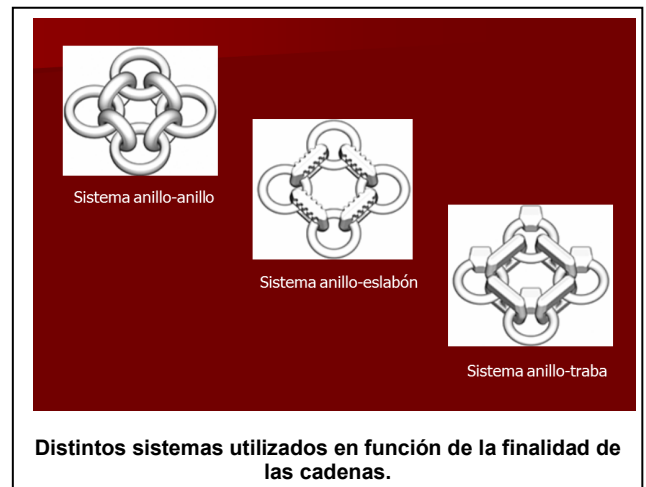 Sistema anillo-anillo
Sistema anillo-eslabón
Sistema anillo-traba
Distintos sistemas utilizados en función de la finalidad de
las cadenas.